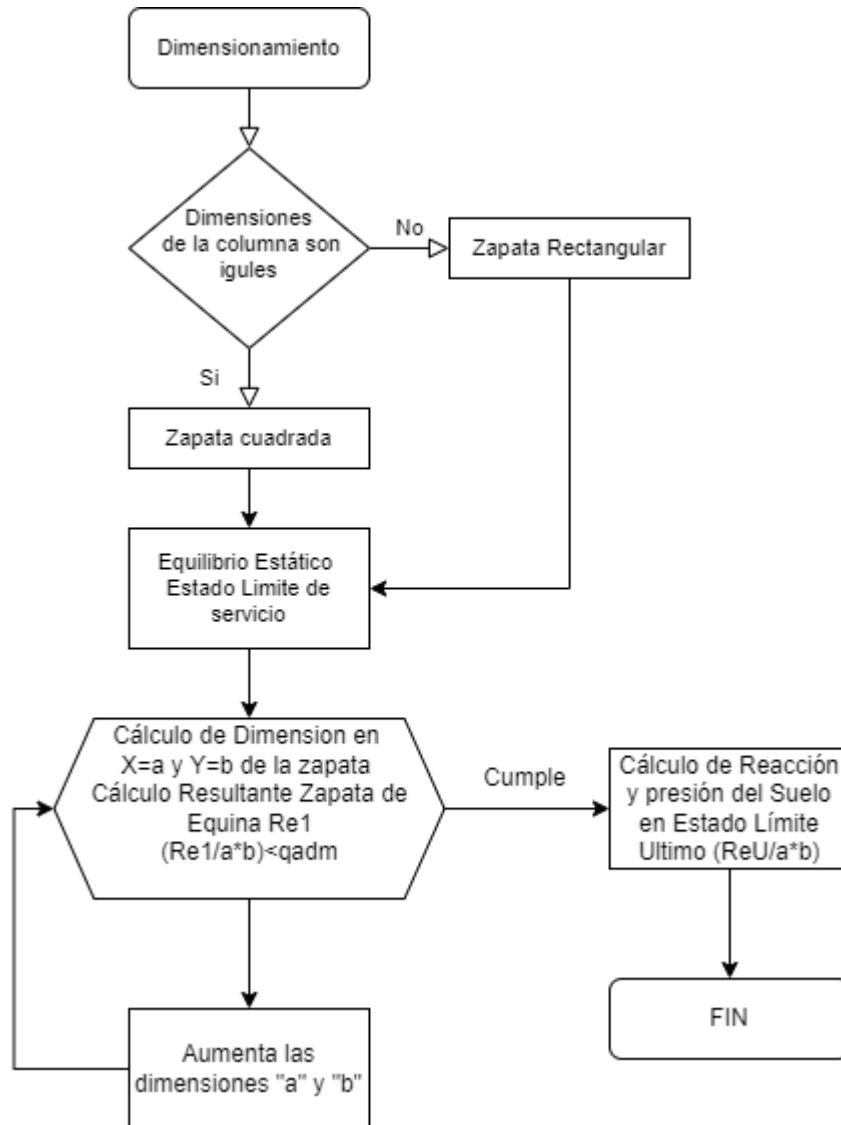 Dimensionamiento
Dimensiones
de la columna son
igules
No
Zapata Rectangular
Si
Zapata cuadrada
Equilibrio Estático
Estado Limite de
servicio
Cálculo de Dimension en
X=a y Y=b de la zapata
Cálculo Resultante Zapata de
Equina Re1
(Re1/a*b)<qadm
Cumple
Cálculo de Reacción
y presión del Suelo
en Estado Límite
Ultimo (ReU/a*b)
Aumenta las
dimensiones "a" y "b"
FIN